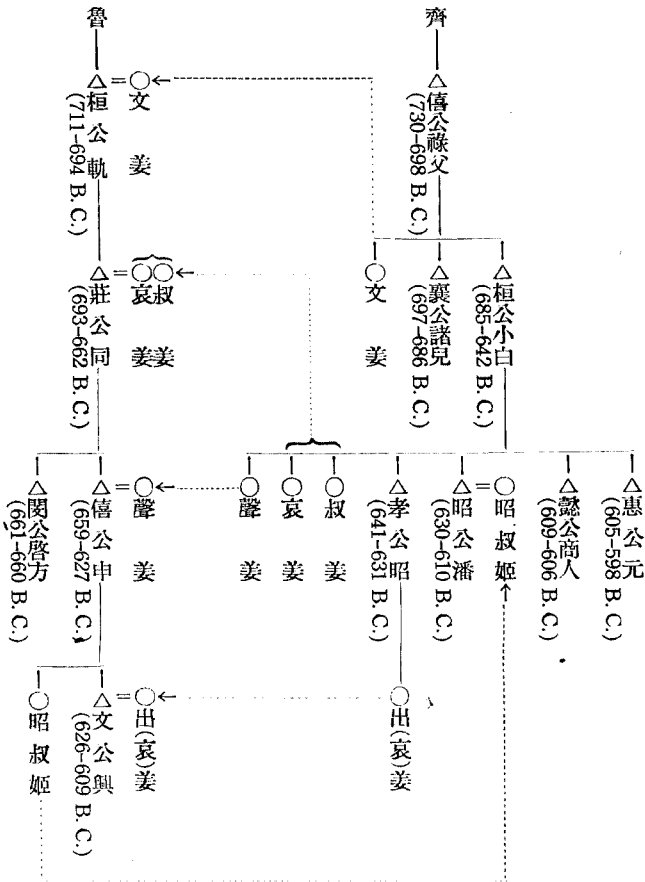 齊
僖公祿父
(730–698 B. C.)
桓公小白
(685–642 B. C.)
襄公諸兒
(697–686 B. C.)
文姜
惠公元
(605–598 B. C.)
懿公商人
(609–606 B. C.)
昭叔姬
昭公潘
(630–610 B. C.)
孝公昭
(641–631 B. C.)
叔姜
哀姜
聲姜
出(哀)姜
魯
文姜
桓公軌
(711–694 B. C.)
叔姜
哀姜
莊公同
(693–662 B. C.)
聲姜
僖公申
(659–627 B. C.)
閔公啓方
(661–660 B. C.)
出(哀)姜
文公興
(626–609 B. C.)
昭叔姬